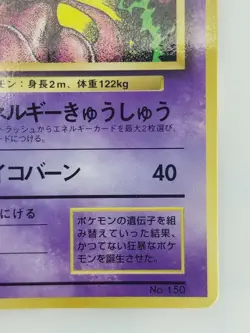 モン：身長2m、体重122kg
ネルギーきゅうしゅう
トラッシュからエネルギーカードを最大2枚選び、
ードにつける。
イコバーン 40
にげる
ポケモンの遺伝子を組
み替えていった結果、
かつてない狂暴なポケモ
ンを誕生させた。
No.150